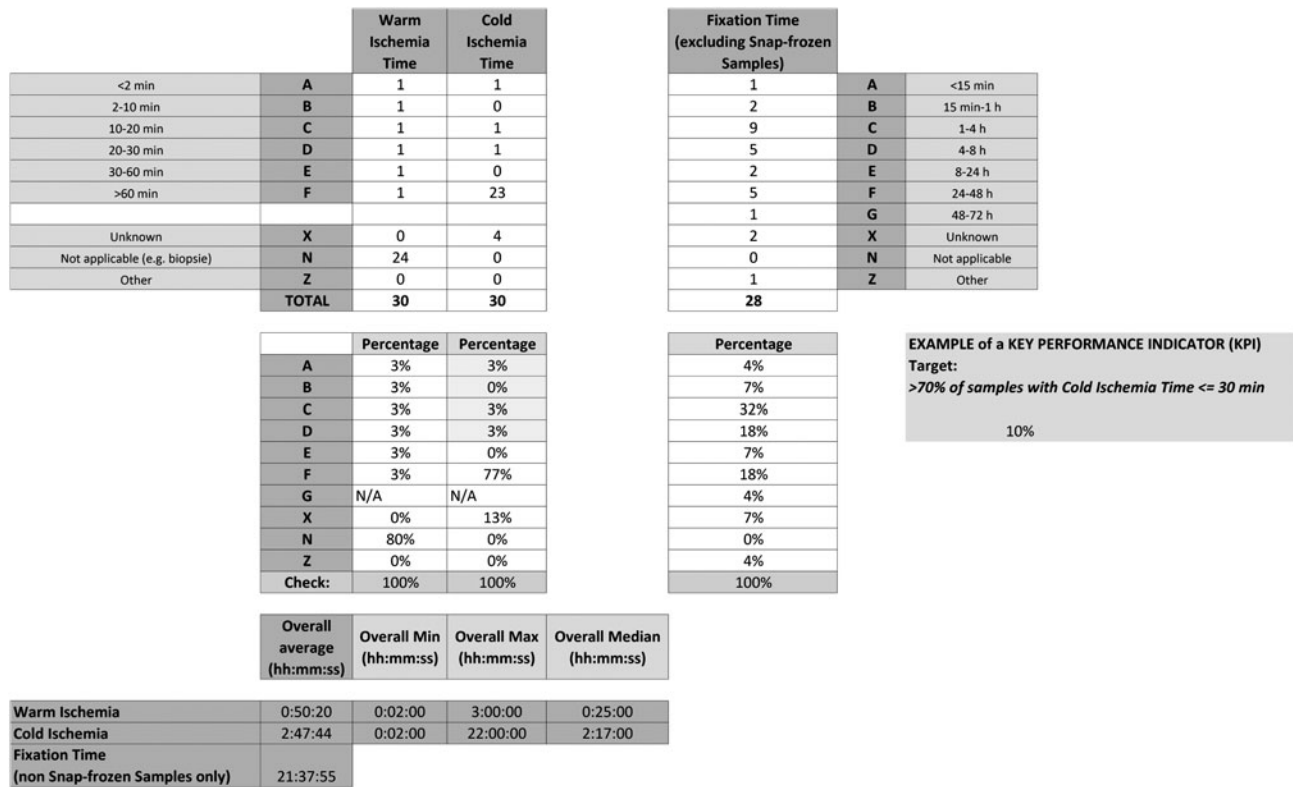 Warm Ischemia Time Cold Ischemia Time Fixation Time (excluding Snap-frozen Samples)
<2 min A 1 1 1 A <15 min
2-10 min B 1 0 2 B 15 min-1 h
10-20 min C 1 1 9 C 1-4 h
20-30 min D 1 1 5 D 4-8 h
30-60 min E 1 0 2 E 8-24 h
>60 min F 1 23 5 F 24-48 h
1 G 48-72 h
Unknown X 0 4 2 X Unknown
Not applicable (e.g. biopsie) N 24 0 0 N Not applicable
Other Z 0 0 1 Z Other
TOTAL 30 30 28
Percentage Percentage Percentage EXAMPLE of a KEY PERFORMANCE INDICATOR (KPI)
A 3% 3% 4% Target:
B 3% 0% 7% >70% of samples with Cold Ischemia Time <= 30 min
C 3% 3% 32%
D 3% 3% 18% 10%
E 3% 0% 7%
F 3% 77% 18%
G N/A N/A 4%
X 0% 13% 7%
N 80% 0% 0%
Z 0% 0% 4%
Check: 100% 100% 100%
Overall average (hh:mm:ss) Overall Min (hh:mm:ss) Overall Max (hh:mm:ss) Overall Median (hh:mm:ss)
Warm Ischemia 0:50:20 0:02:00 3:00:00 0:25:00
Cold Ischemia 2:47:44 0:02:00 22:00:00 2:17:00
Fixation Time
(non Snap-frozen Samples only) 21:37:55